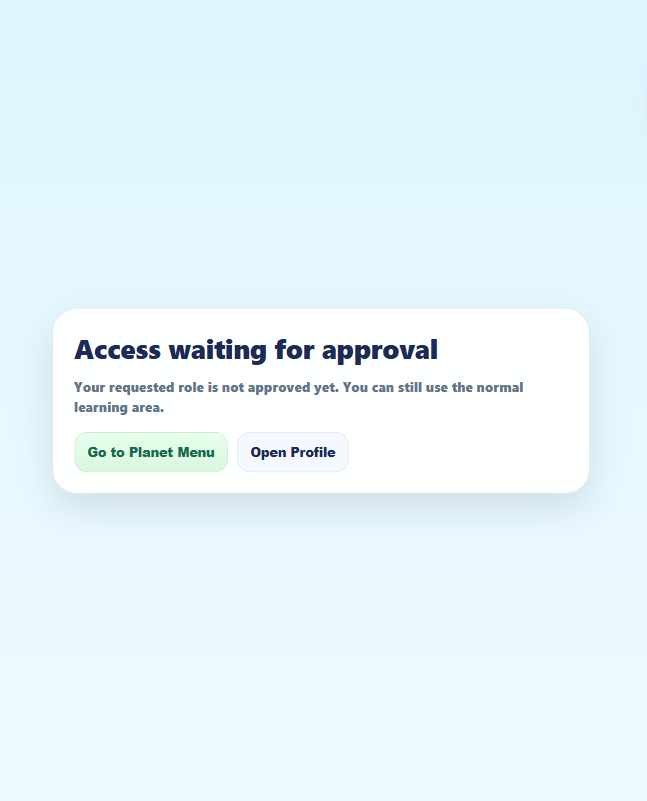 Access waiting for approval
Your requested role is not approved yet. You can still use the normal
learning area.
Go to Planet Menu
Open Profile